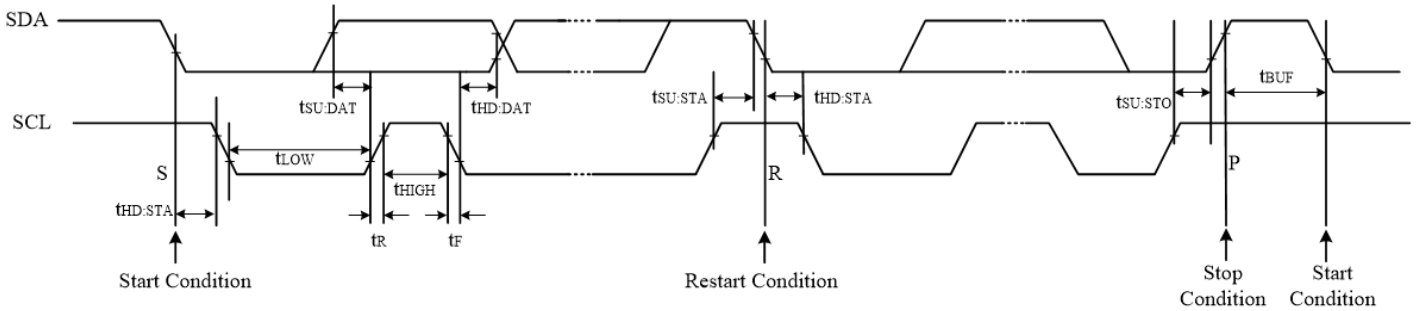 SDA
tSU:DAT
tHD:DAT
tSU:STA
tHD:STA
tSU:STO
tBUF
SCL
tLOW
tHIGH
S
R
P
tHD:STA
tR
tF
Start Condition
Restart Condition
Stop
Condition
Start
Condition